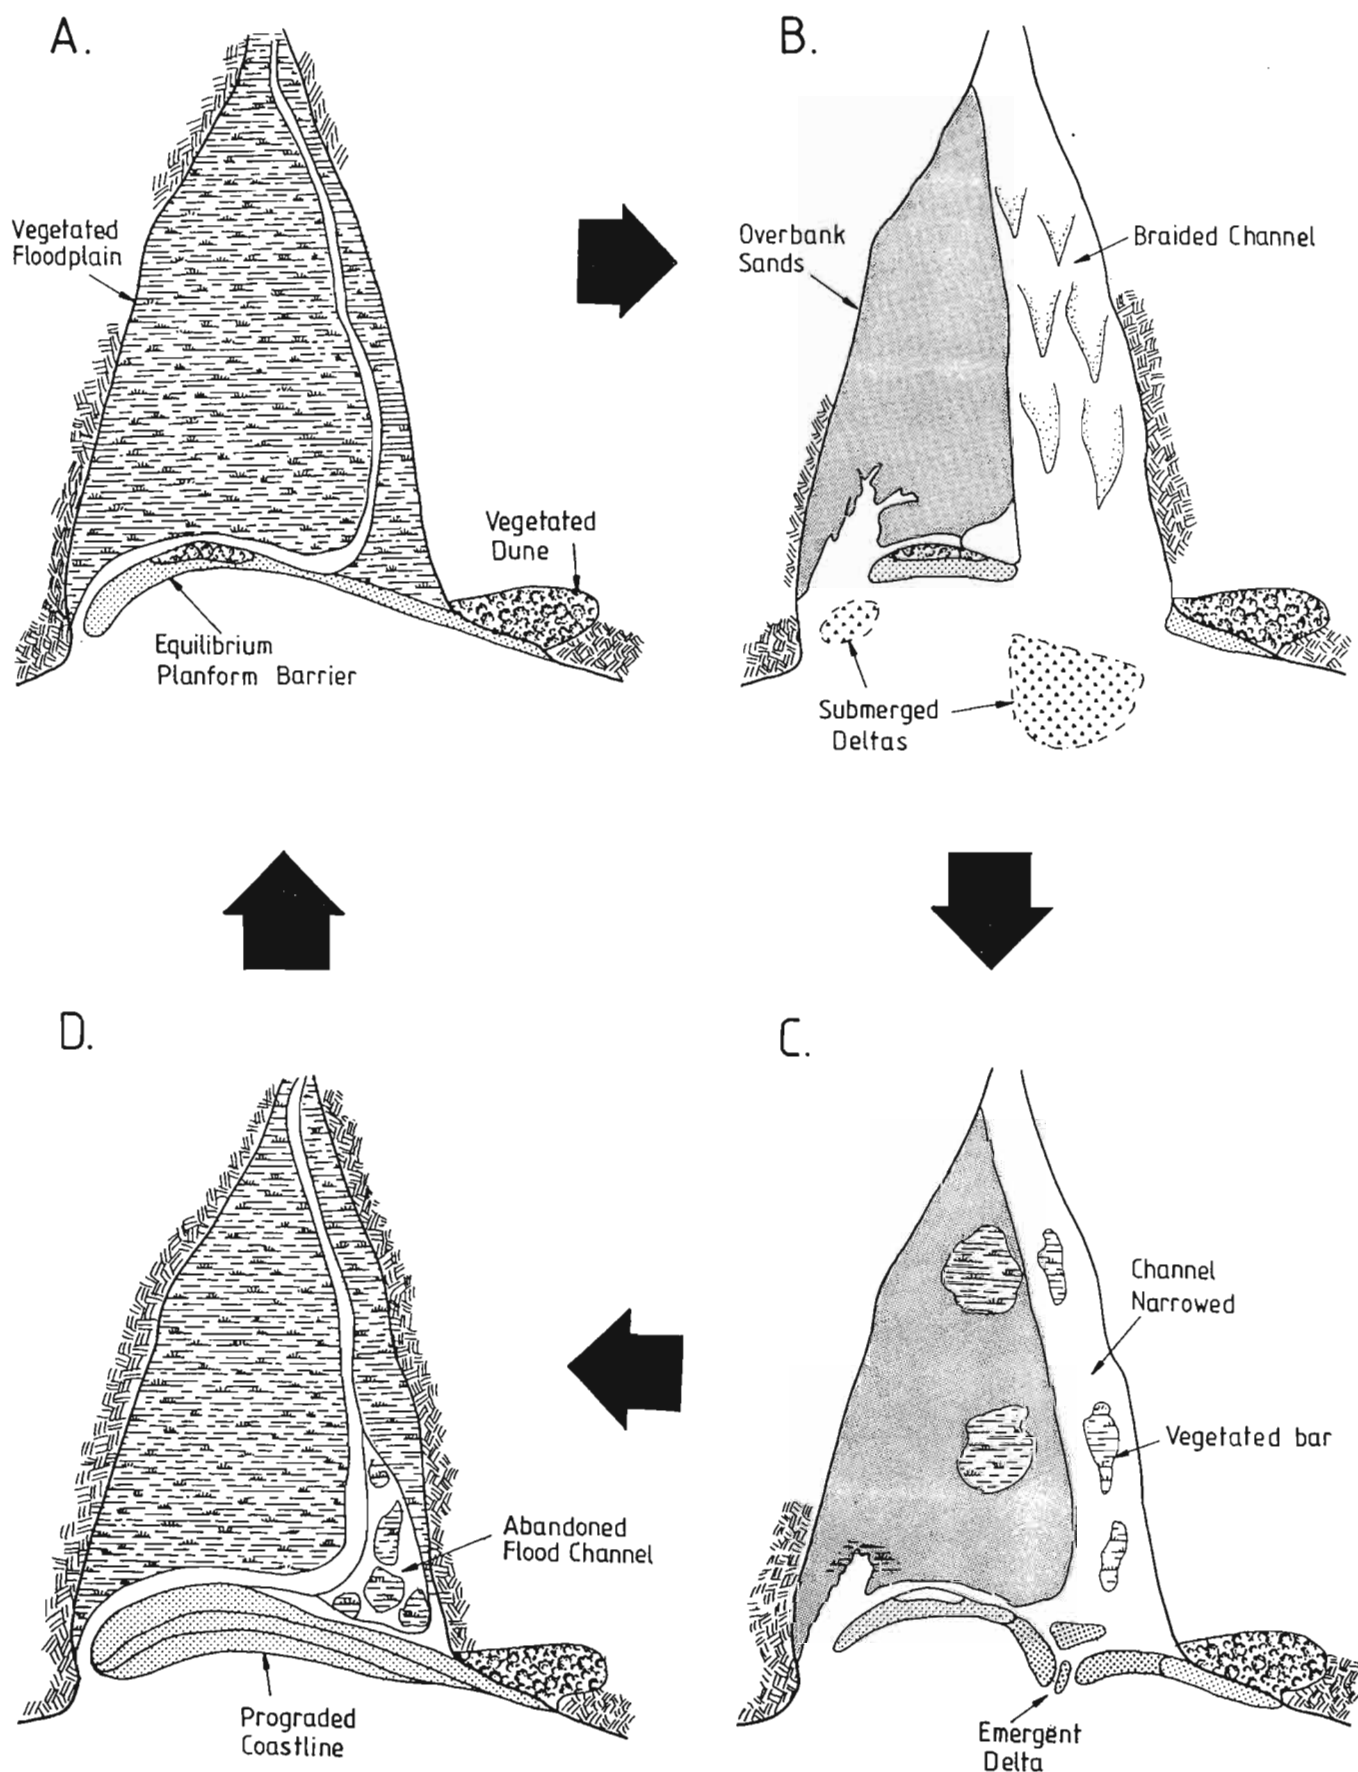 A.
Vegetated
Floodplain
Vegetated
Dune
Equilibrium
Planform Barrier
B.
Overbank
Sands
Braided Channel
Submerged
Deltas
D.
Abandoned
Flood Channel
Prograded
Coastline
C.
Channel
Narrowed
Vegetated bar
Emergent
Delta